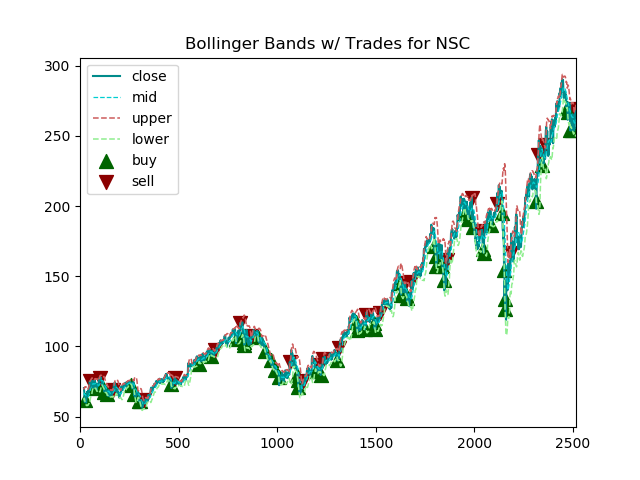 Bollinger Bands w/ Trades for NSC
300
250
200
150
100
50
close
mid
upper
lower
buy
sell
0 500 1000 1500 2000 2500